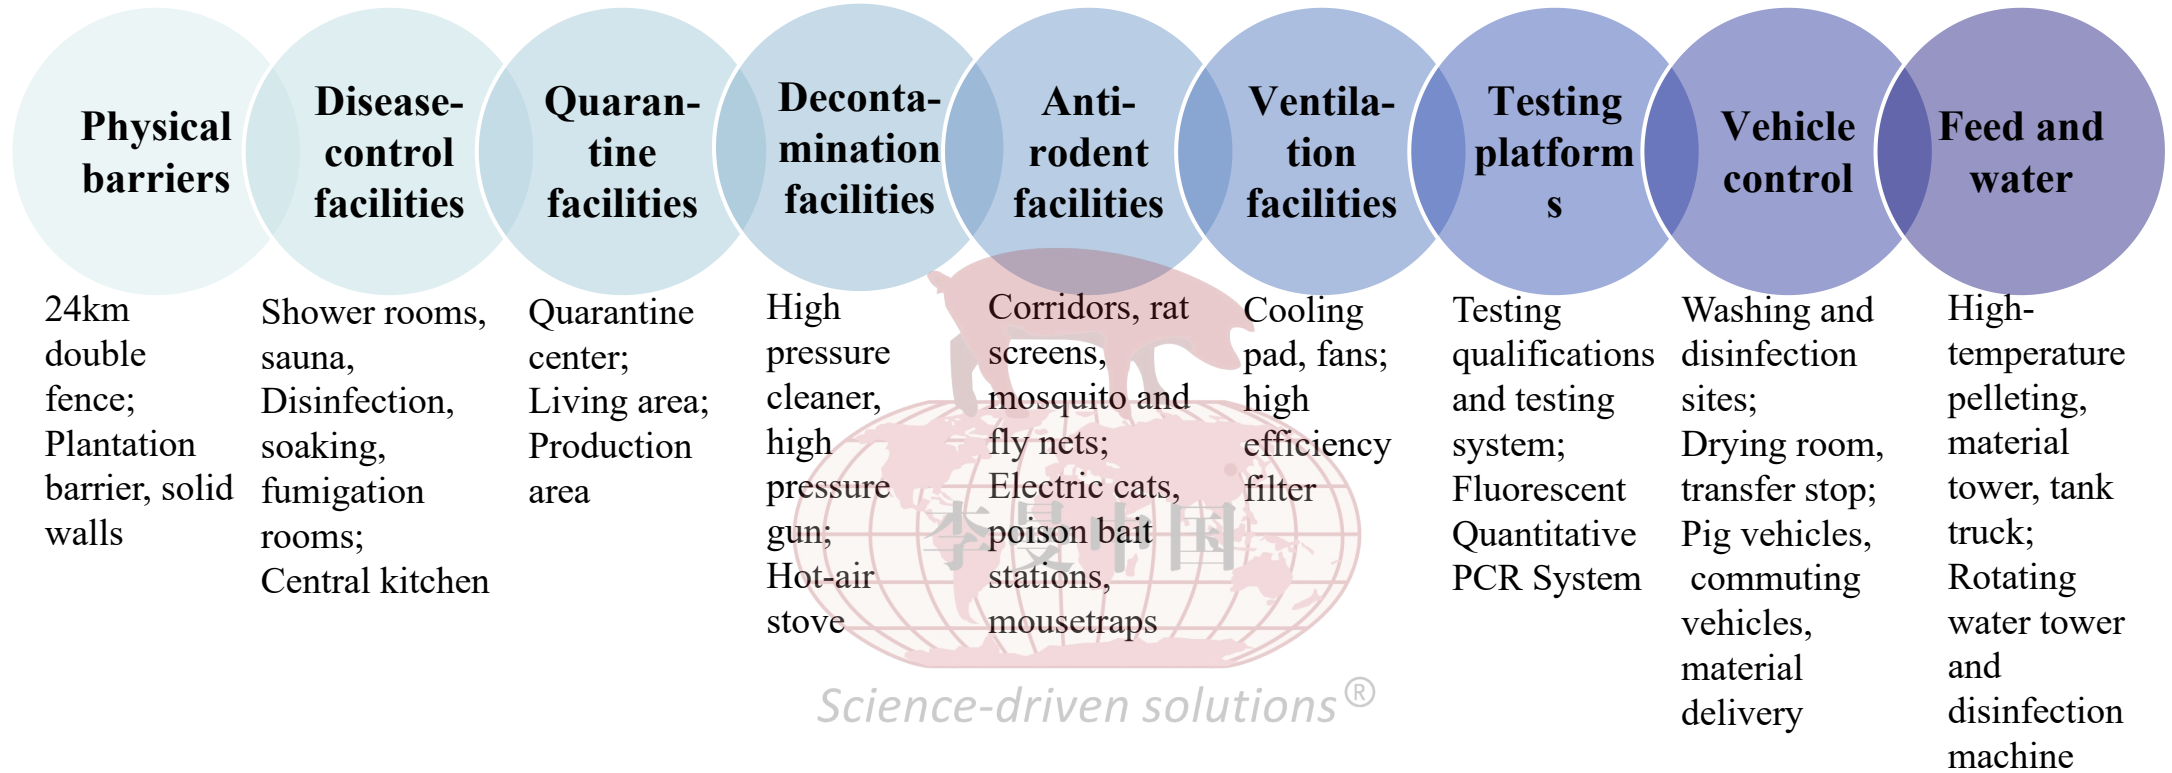 Physical
barriers
Disease-
control
facilities
Quaran-
tine
facilities
Deconta-
mination
facilities
Anti-
rodent
facilities
Ventila-
tion
facilities
Testing
platform
s
Vehicle
control
Feed and
water
24km
double
fence;
Plantation
barrier, solid
walls
Shower rooms,
sauna,
Disinfection,
soaking,
fumigation
rooms;
Central kitchen
Quarantine
center;
Living area;
Production
area
High
pressure
cleaner,
high
pressure
gun;
Hot-air
stove
Corridors, rat
screens,
mosquito and
fly nets;
Electric cats,
poison bait
stations,
mousetraps
Cooling
pad, fans;
high
efficiency
filter
Testing
qualifications
and testing
system;
Fluorescent
Quantitative
PCR System
Washing and
disinfection
sites;
Drying room,
transfer stop;
Pig vehicles,
commuting
vehicles,
material
delivery
High-
temperature
pelleting,
material
tower, tank
truck;
Rotating
water tower
and
disinfection
machine
李曼中国
Science-driven solutions®